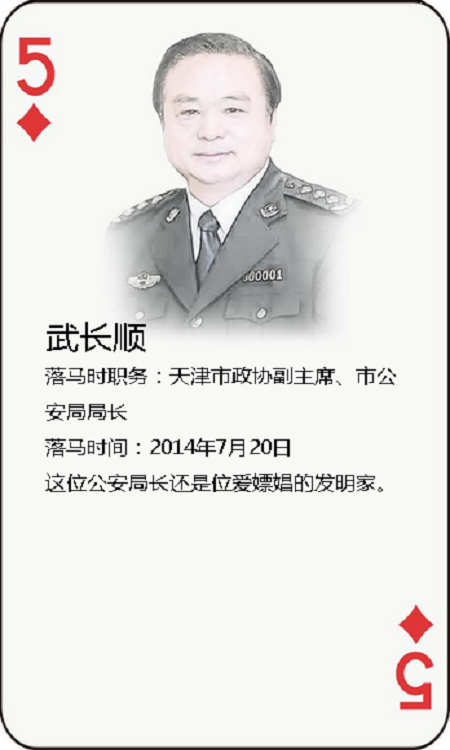 5
000001
武长顺
落马时职务：天津市政协副主席、市公
安局局长
落马时间：2014年7月20日
这位公安局长还是位爱嫖娼的发明家。
5